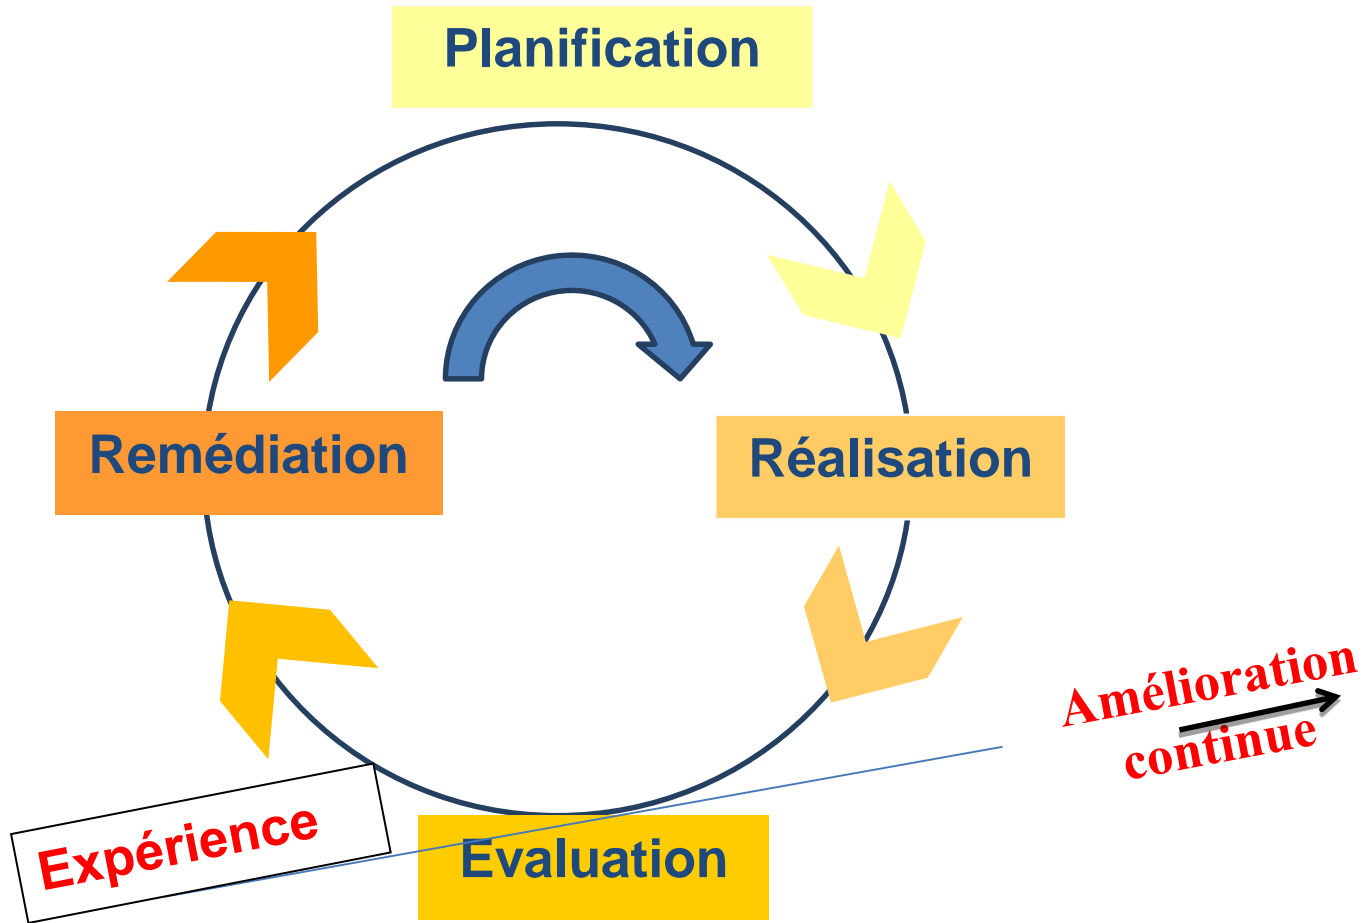 Planification
Remédiation
Réalisation
Amélioration
continue
Expérience
Evaluation